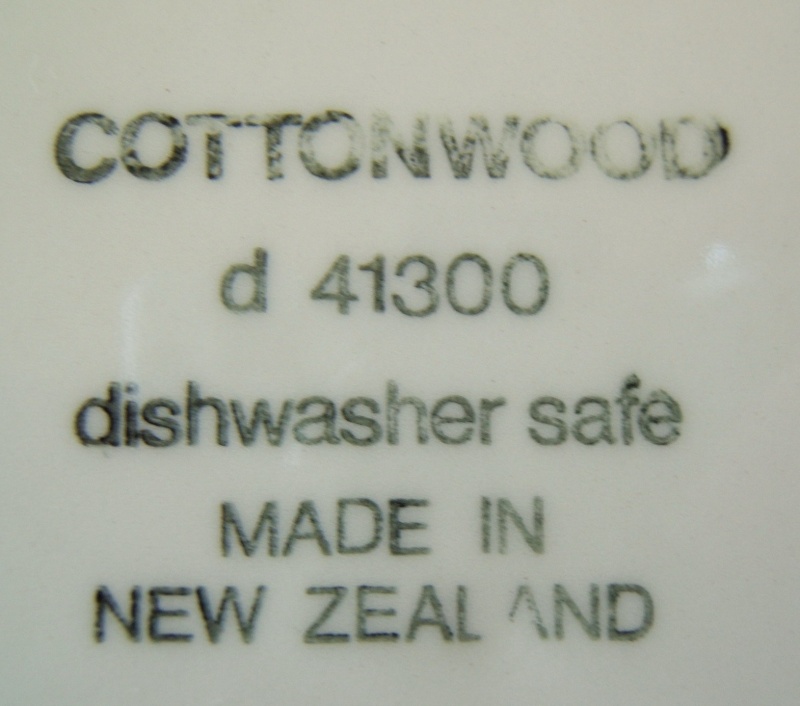 COTTONWOOD
d 41300
dishwasher safe
MADE IN
NEW ZEALAND